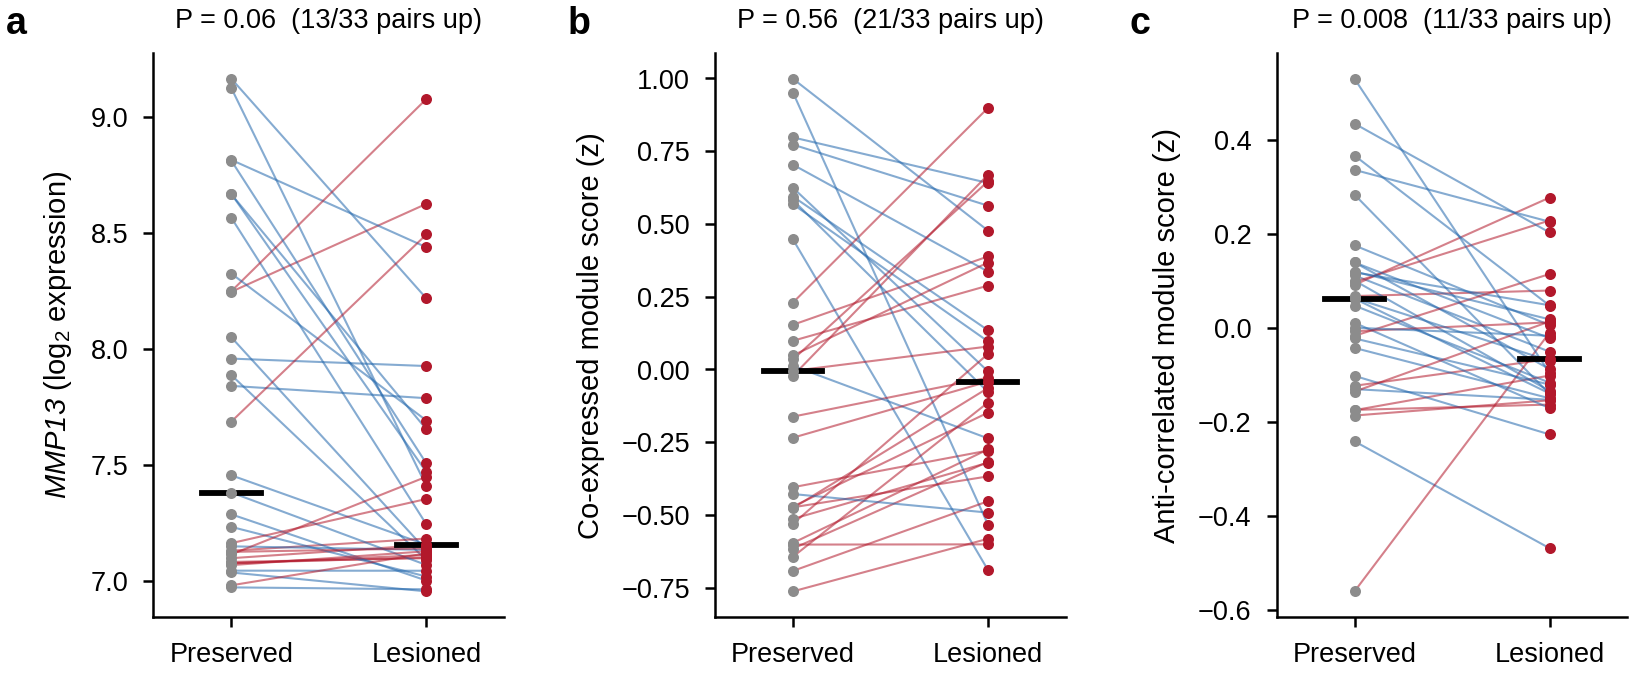 a
P = 0.06 (13/33 pairs up)
MMP13 (log₂ expression)
9.0
8.5
8.0
7.5
7.0
Preserved
Lesioned
b
P = 0.56 (21/33 pairs up)
Co-expressed module score (z)
1.00
0.75
0.50
0.25
0.00
−0.25
−0.50
−0.75
Preserved
Lesioned
c
P = 0.008 (11/33 pairs up)
Anti-correlated module score (z)
0.4
0.2
0.0
−0.2
−0.4
−0.6
Preserved
Lesioned